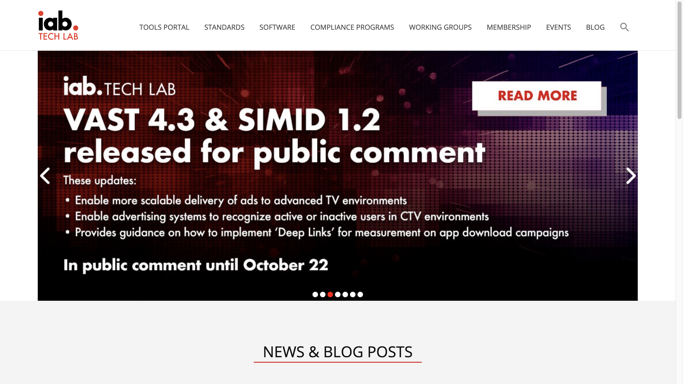 iab.
TECH LAB
TOOLS PORTAL STANDARDS SOFTWARE COMPLIANCE PROGRAMS WORKING GROUPS MEMBERSHIP EVENTS BLOG
iab.TECH LAB
READ MORE
VAST 4.3 & SIMID 1.2
released for public comment
These updates:
• Enable more scalable delivery of ads to advanced TV environments
• Enable advertising systems to recognize active or inactive users in CTV environments
• Provides guidance on how to implement 'Deep Links' for measurement on app download campaigns
In public comment until October 22
NEWS & BLOG POSTS